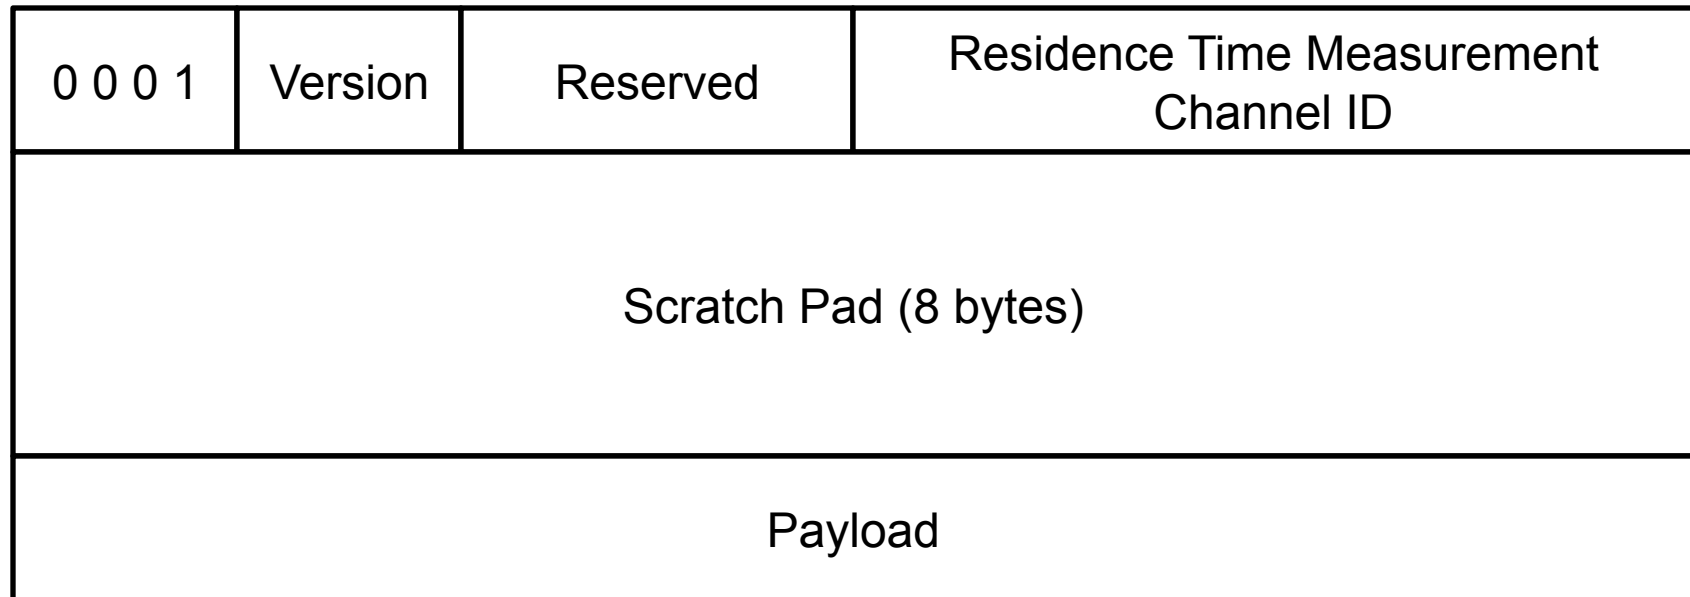 0 0 0 1
Version
Reserved
Residence Time Measurement
Channel ID
Scratch Pad (8 bytes)
Payload